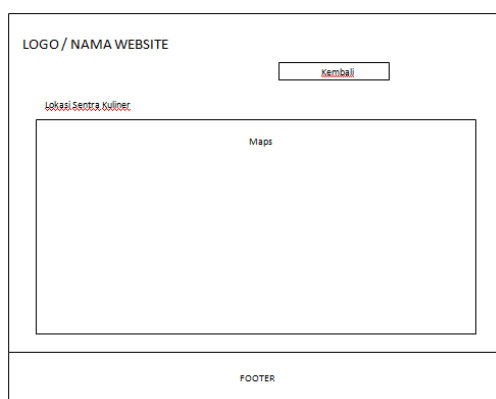 LOGO / NAMA WEBSITE
Kembali
Lokasi Sentra Kuliner
Maps
FOOTER